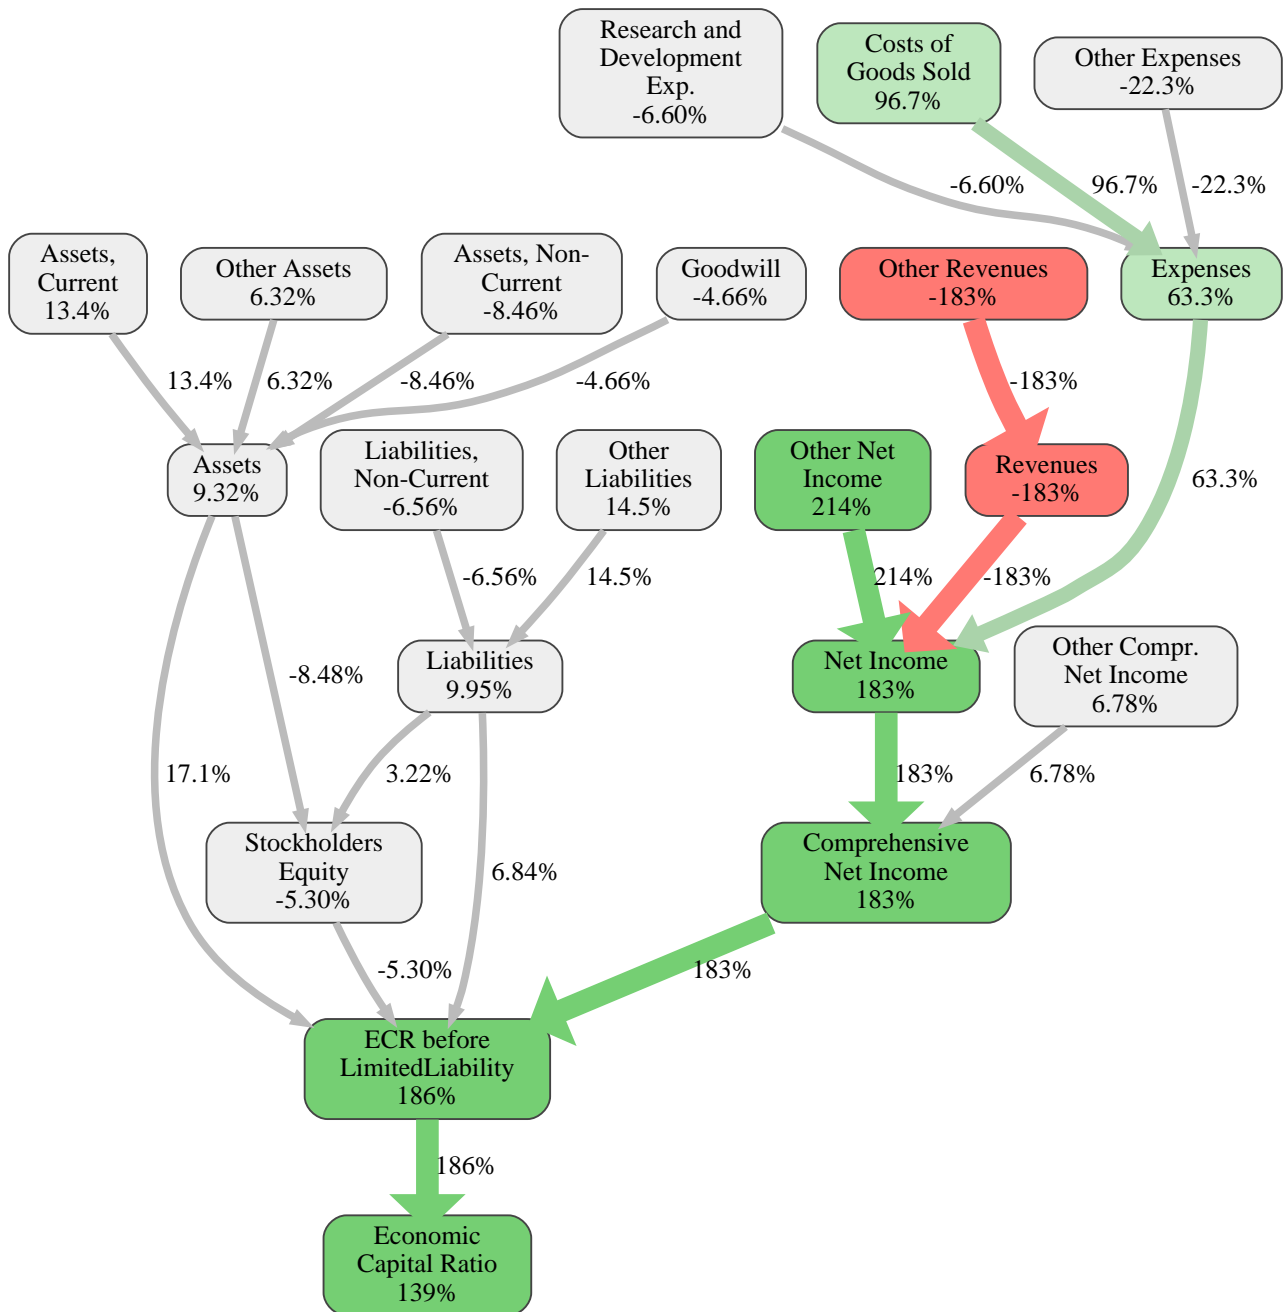 Research and
Development
Exp.
-6.60%
Costs of
Goods Sold
96.7%
Other Expenses
-22.3%
-6.60%
96.7%
-22.3%
Assets,
Current
13.4%
Other Assets
6.32%
Assets, Non-
Current
-8.46%
Goodwill
-4.66%
Other Revenues
-183%
Expenses
63.3%
13.4%
6.32%
-8.46%
-4.66%
-183%
63.3%
Assets
9.32%
Liabilities,
Non-Current
-6.56%
Other
Liabilities
14.5%
Other Net
Income
214%
Revenues
-183%
-6.56%
14.5%
214%
-183%
Liabilities
9.95%
Net Income
183%
Other Compr.
Net Income
6.78%
-8.48%
17.1%
3.22%
6.84%
183%
6.78%
Stockholders
Equity
-5.30%
Comprehensive
Net Income
183%
-5.30%
183%
ECR before
LimitedLiability
186%
186%
Economic
Capital Ratio
139%